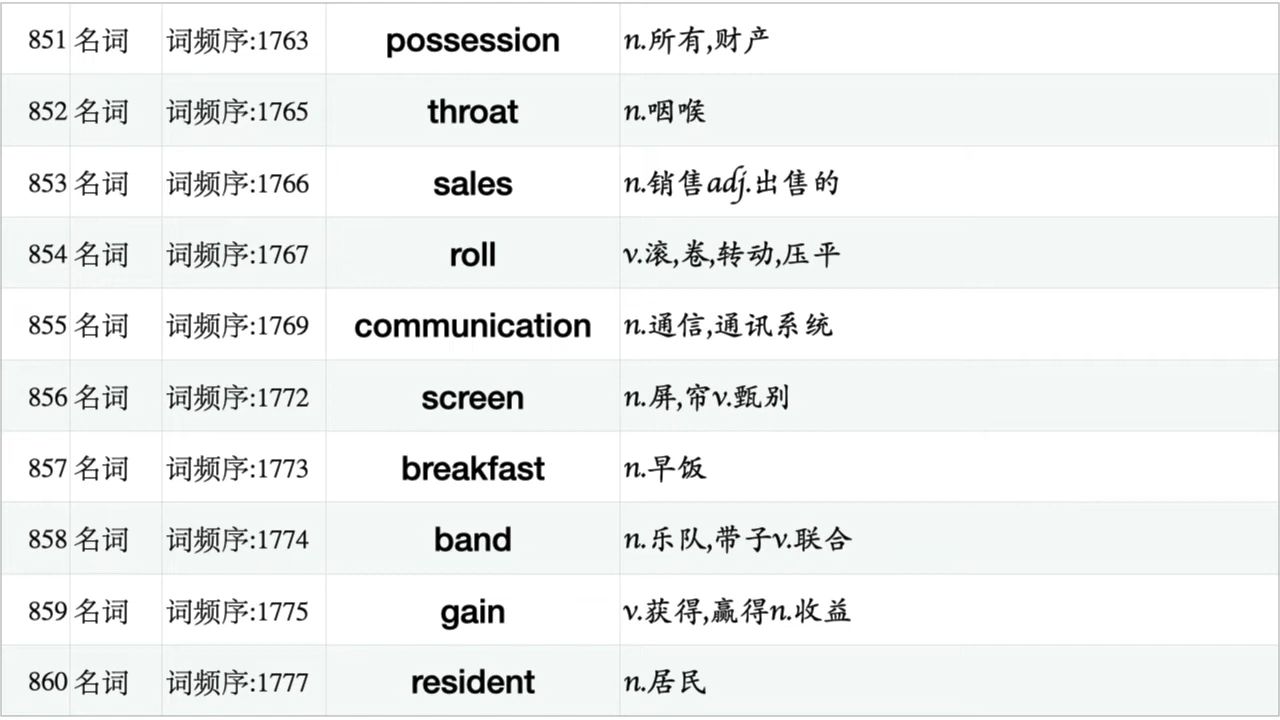 851 名词 词频序:1763 possession n.所有,财产
852 名词 词频序:1765 throat n.咽喉
853 名词 词频序:1766 sales n.销售adj.出售的
854 名词 词频序:1767 roll v.滚,卷,转动,压平
855 名词 词频序:1769 communication n.通信,通讯系统
856 名词 词频序:1772 screen n.屏,帘v.甄别
857 名词 词频序:1773 breakfast n.早饭
858 名词 词频序:1774 band n.乐队,带子v.联合
859 名词 词频序:1775 gain v.获得,赢得n.收益
860 名词 词频序:1777 resident n.居民